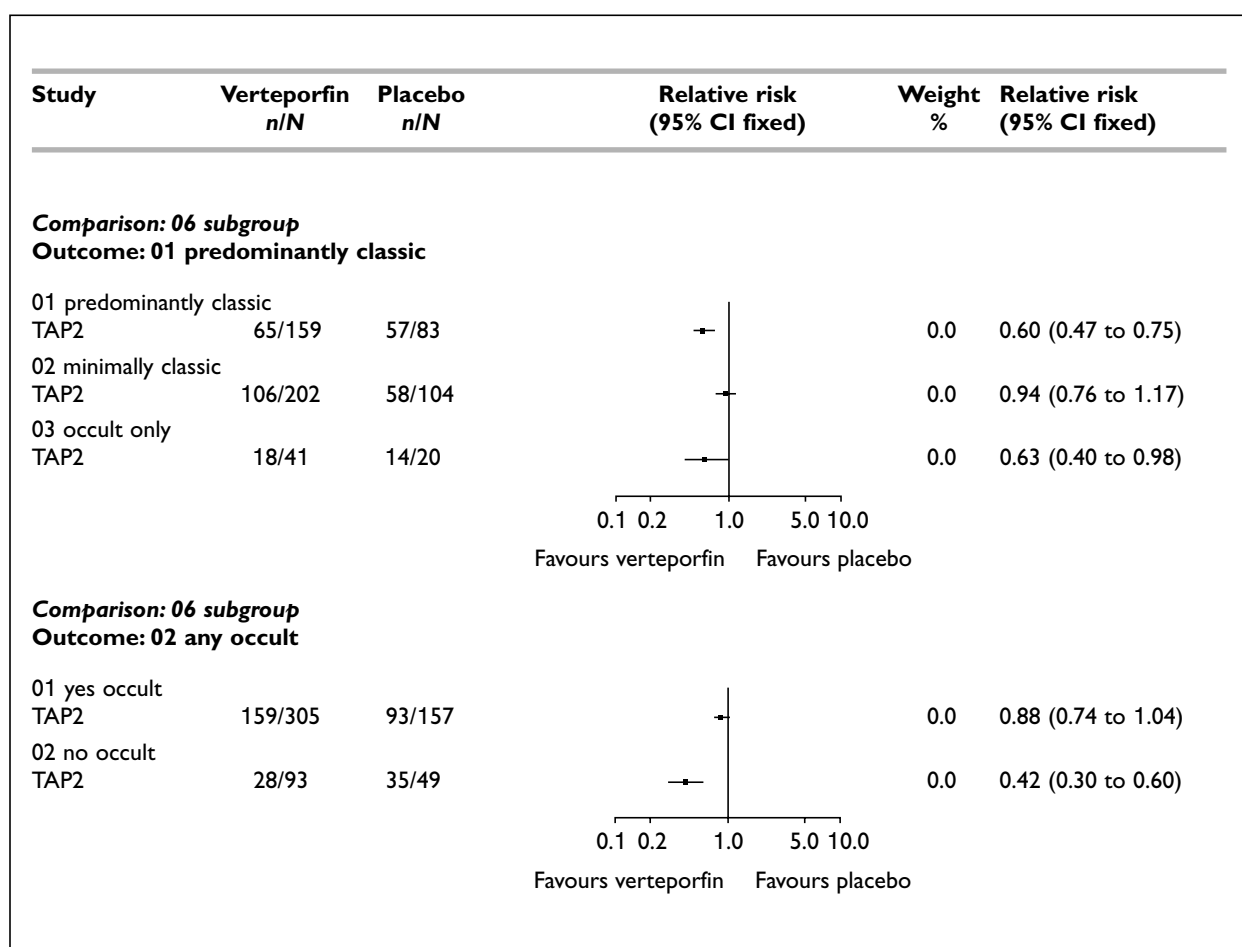 Study Verteporfin Placebo Relative risk Weight Relative risk
n/N n/N (95% CI fixed) % (95% CI fixed)
Comparison: 06 subgroup
Outcome: 01 predominantly classic
01 predominantly classic
TAP2 65/159 57/83 0.0 0.60 (0.47 to 0.75)
02 minimally classic
TAP2 106/202 58/104 0.0 0.94 (0.76 to 1.17)
03 occult only
TAP2 18/41 14/20 0.0 0.63 (0.40 to 0.98)
0.1 0.2 1.0 5.0 10.0
Favours verteporfin Favours placebo
Comparison: 06 subgroup
Outcome: 02 any occult
01 yes occult
TAP2 159/305 93/157 0.0 0.88 (0.74 to 1.04)
02 no occult
TAP2 28/93 35/49 0.0 0.42 (0.30 to 0.60)
0.1 0.2 1.0 5.0 10.0
Favours verteporfin Favours placebo